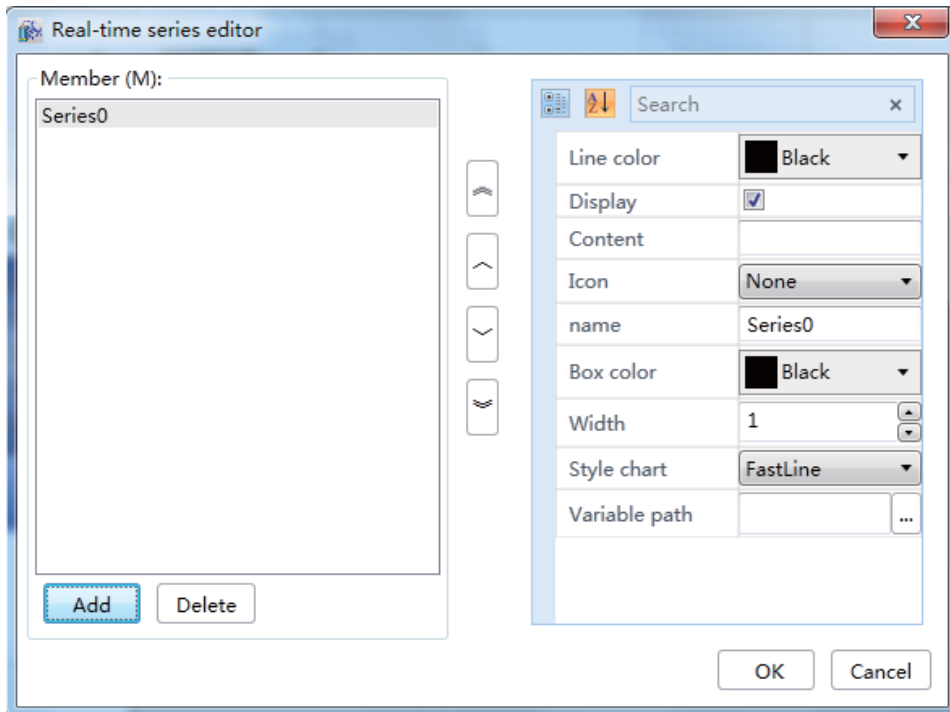 Real-time series editor
Member (M):
Series0
Add
Delete
Search
Line color
Black
Display
Content
Icon
None
name
Series0
Box color
Black
Width
1
Style chart
FastLine
Variable path
...
OK
Cancel